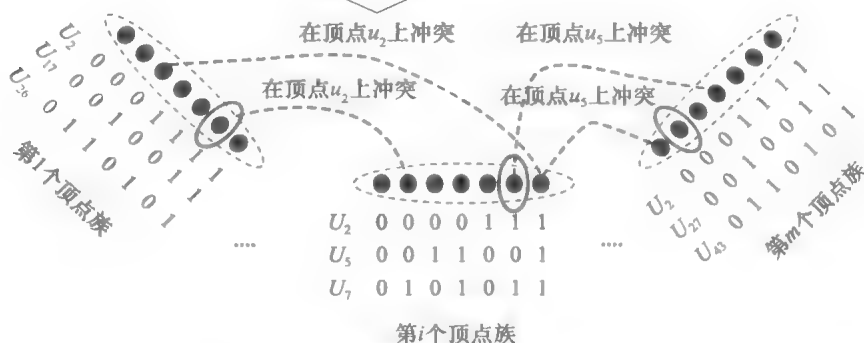 在顶点u₂上冲突
在顶点u₅上冲突
在顶点u₂上冲突
在顶点u₅上冲突
U₂ 0 0 0 1 1 1 1
U₁₇ 0 0 1 0 0 1 1
U₂₆ 0 1 1 0 1 0 1
第1个顶点族
....
U₂ 0 0 0 0 1 1 1
U₅ 0 0 1 1 0 0 1
U₇ 0 1 0 1 0 1 1
第i个顶点族
....
U₂ 0 0 0 1 1 1 1
U₂₇ 0 0 1 0 0 1 1
U₄₃ 0 1 1 0 1 0 1
第m个顶点族